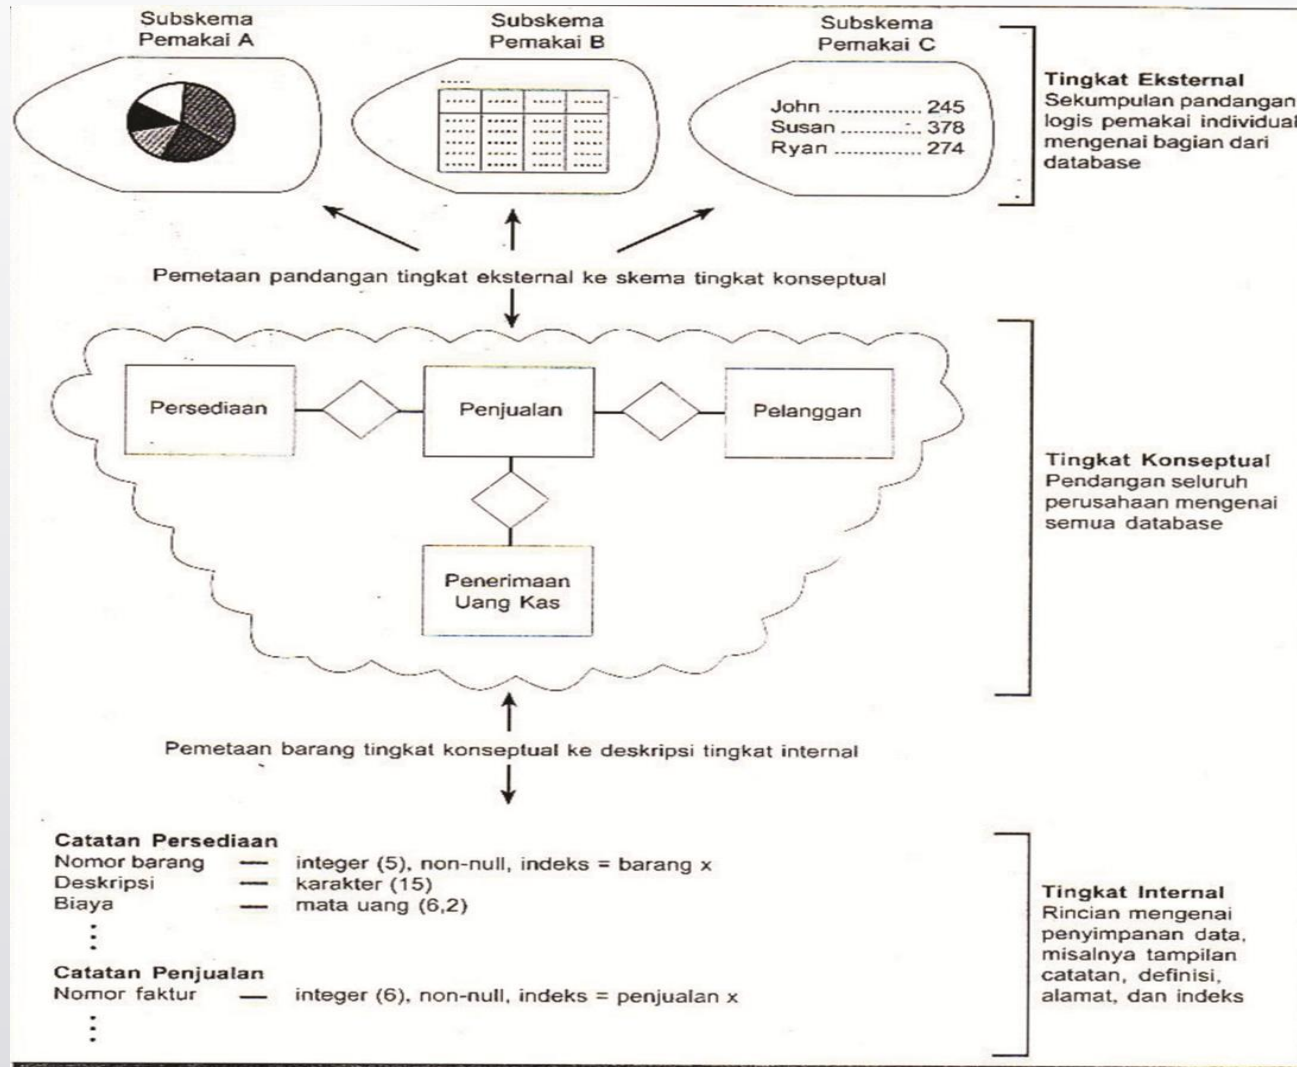 Subskema
Pemakai A
Subskema
Pemakai B
Subskema
Pemakai C
John ............ 245
Susan ............ 378
Ryan ............ 274
Tingkat Eksternal
Sekumpulan pandangan
logis pemakai individual
mengenai bagian dari
database
Pemetaan pandangan tingkat eksternal ke skema tingkat konseptual
Persediaan
Penjualan
Pelanggan
Penerimaan
Uang Kas
Tingkat Konseptual
Pendangan seluruh
perusahaan mengenai
semua database
Pemetaan barang tingkat konseptual ke deskripsi tingkat internal
Catatan Persediaan
Nomor barang — integer (5), non-null, indeks = barang x
Deskripsi — karakter (15)
Biaya — mata uang (6,2)
Catatan Penjualan
Nomor faktur — integer (6), non-null, indeks = penjualan x
Tingkat Internal
Rincian mengenai
penyimpanan data,
misalnya tampilan
catatan, definisi,
alamat, dan indeks